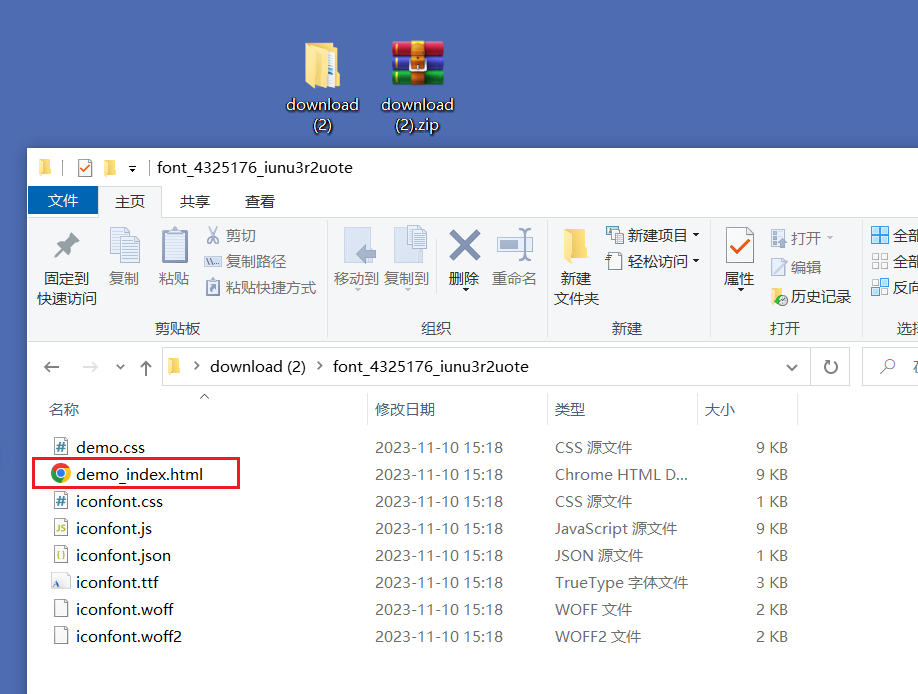 download
(2)
download
(2).zip
font_4325176_iunu3r2uote
文件 主页 共享 查看
固定到
快速访问
复制
粘贴
剪切
复制路径
粘贴快捷方式
剪贴板
移动到 复制到 删除 重命名
组织
新建
文件夹
新建项目
轻松访问
新建
属性
打开
编辑
历史记录
打开
全部
全部
反向
选择
download (2) font_4325176_iunu3r2uote
名称 修改日期 类型 大小
demo.css 2023-11-10 15:18 CSS 源文件 9 KB
demo_index.html 2023-11-10 15:18 Chrome HTML D... 9 KB
iconfont.css 2023-11-10 15:18 CSS 源文件 1 KB
iconfont.js 2023-11-10 15:18 JavaScript 源文件 9 KB
iconfont.json 2023-11-10 15:18 JSON 源文件 1 KB
iconfont.ttf 2023-11-10 15:18 TrueType 字体文件 3 KB
iconfont.woff 2023-11-10 15:18 WOFF 文件 2 KB
iconfont.woff2 2023-11-10 15:18 WOFF2 文件 2 KB